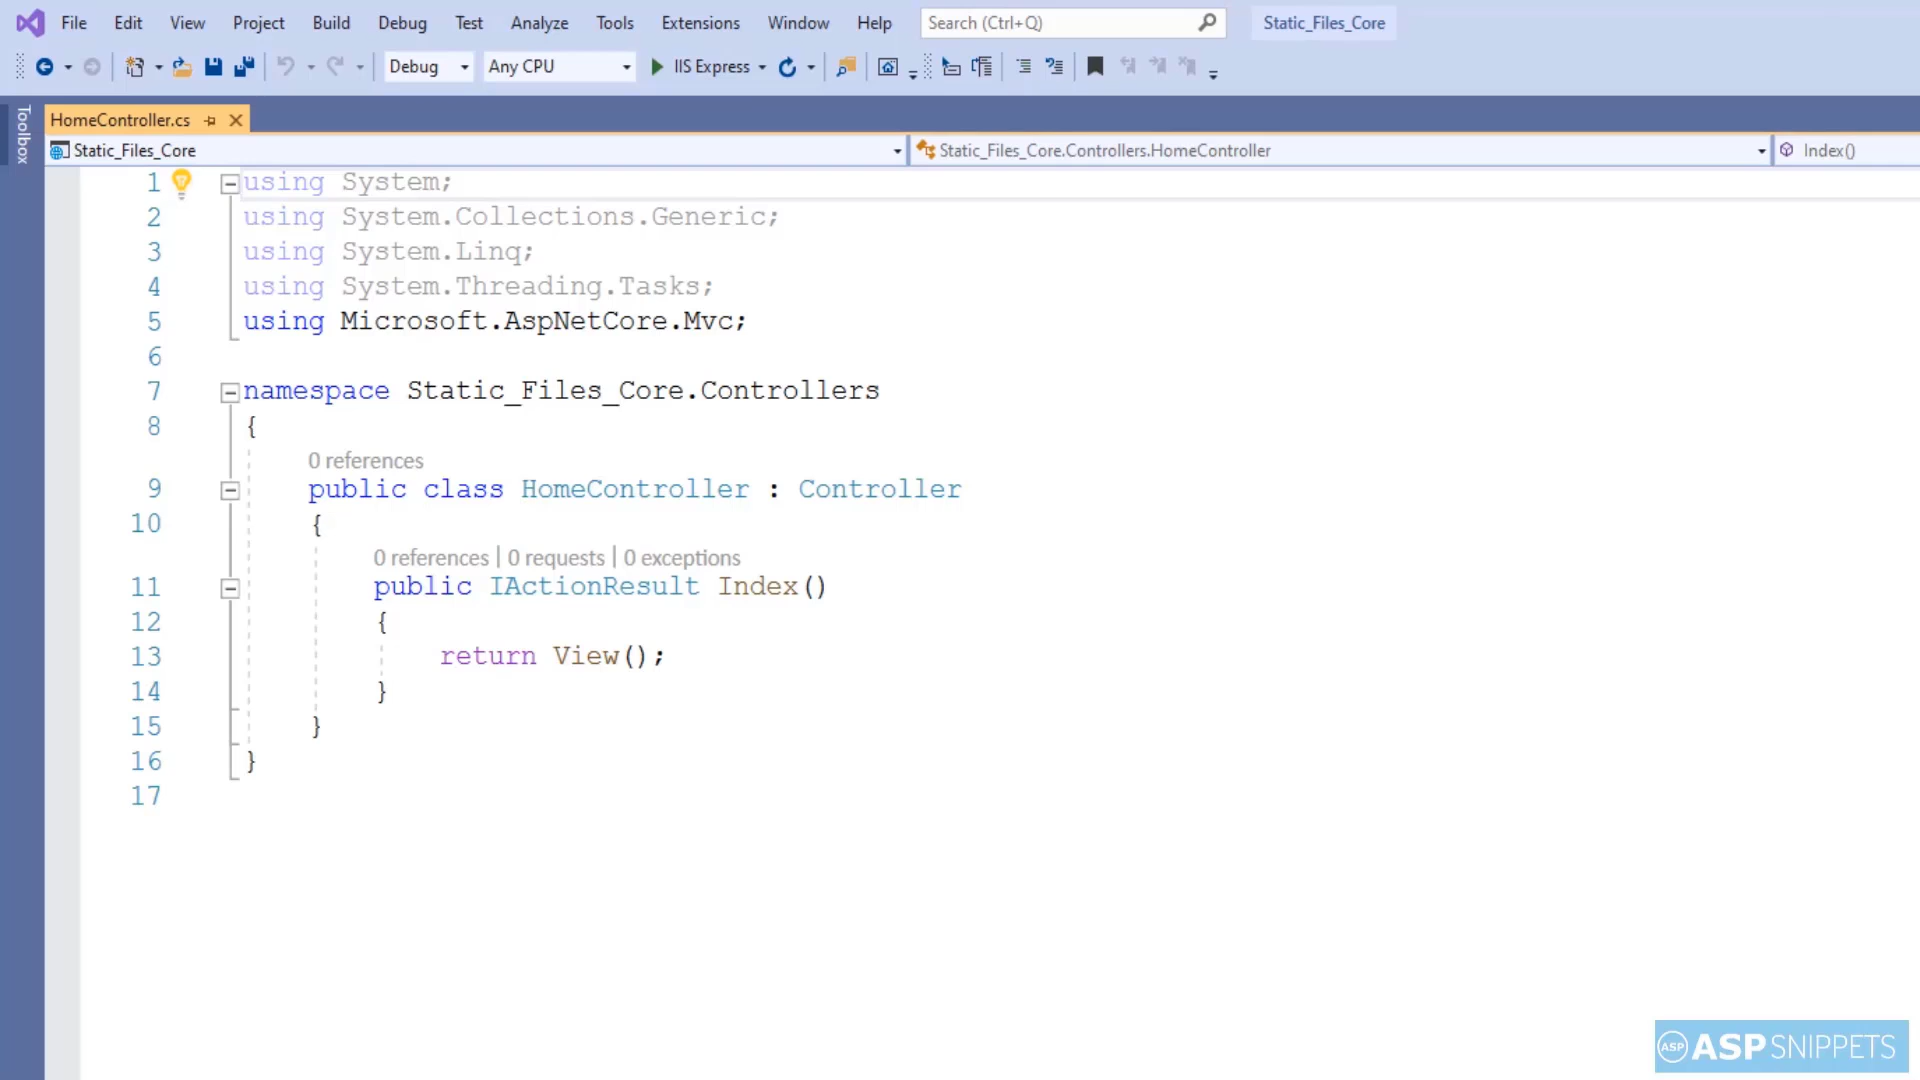 File Edit View Project Build Debug Test Analyze Tools Extensions Window Help Search (Ctrl+Q) Static_Files_Core
Debug Any CPU IIS Express
Toolbox
HomeController.cs
Static_Files_Core Static_Files_Core.Controllers.HomeController Index()
1 using System;
2 using System.Collections.Generic;
3 using System.Linq;
4 using System.Threading.Tasks;
5 using Microsoft.AspNetCore.Mvc;
6
7 namespace Static_Files_Core.Controllers
8 {
0 references
9 public class HomeController : Controller
10 {
0 references | 0 requests | 0 exceptions
11 public IActionResult Index()
12 {
13 return View();
14 }
15 }
16 }
17
ASP ASPSNIPPETS